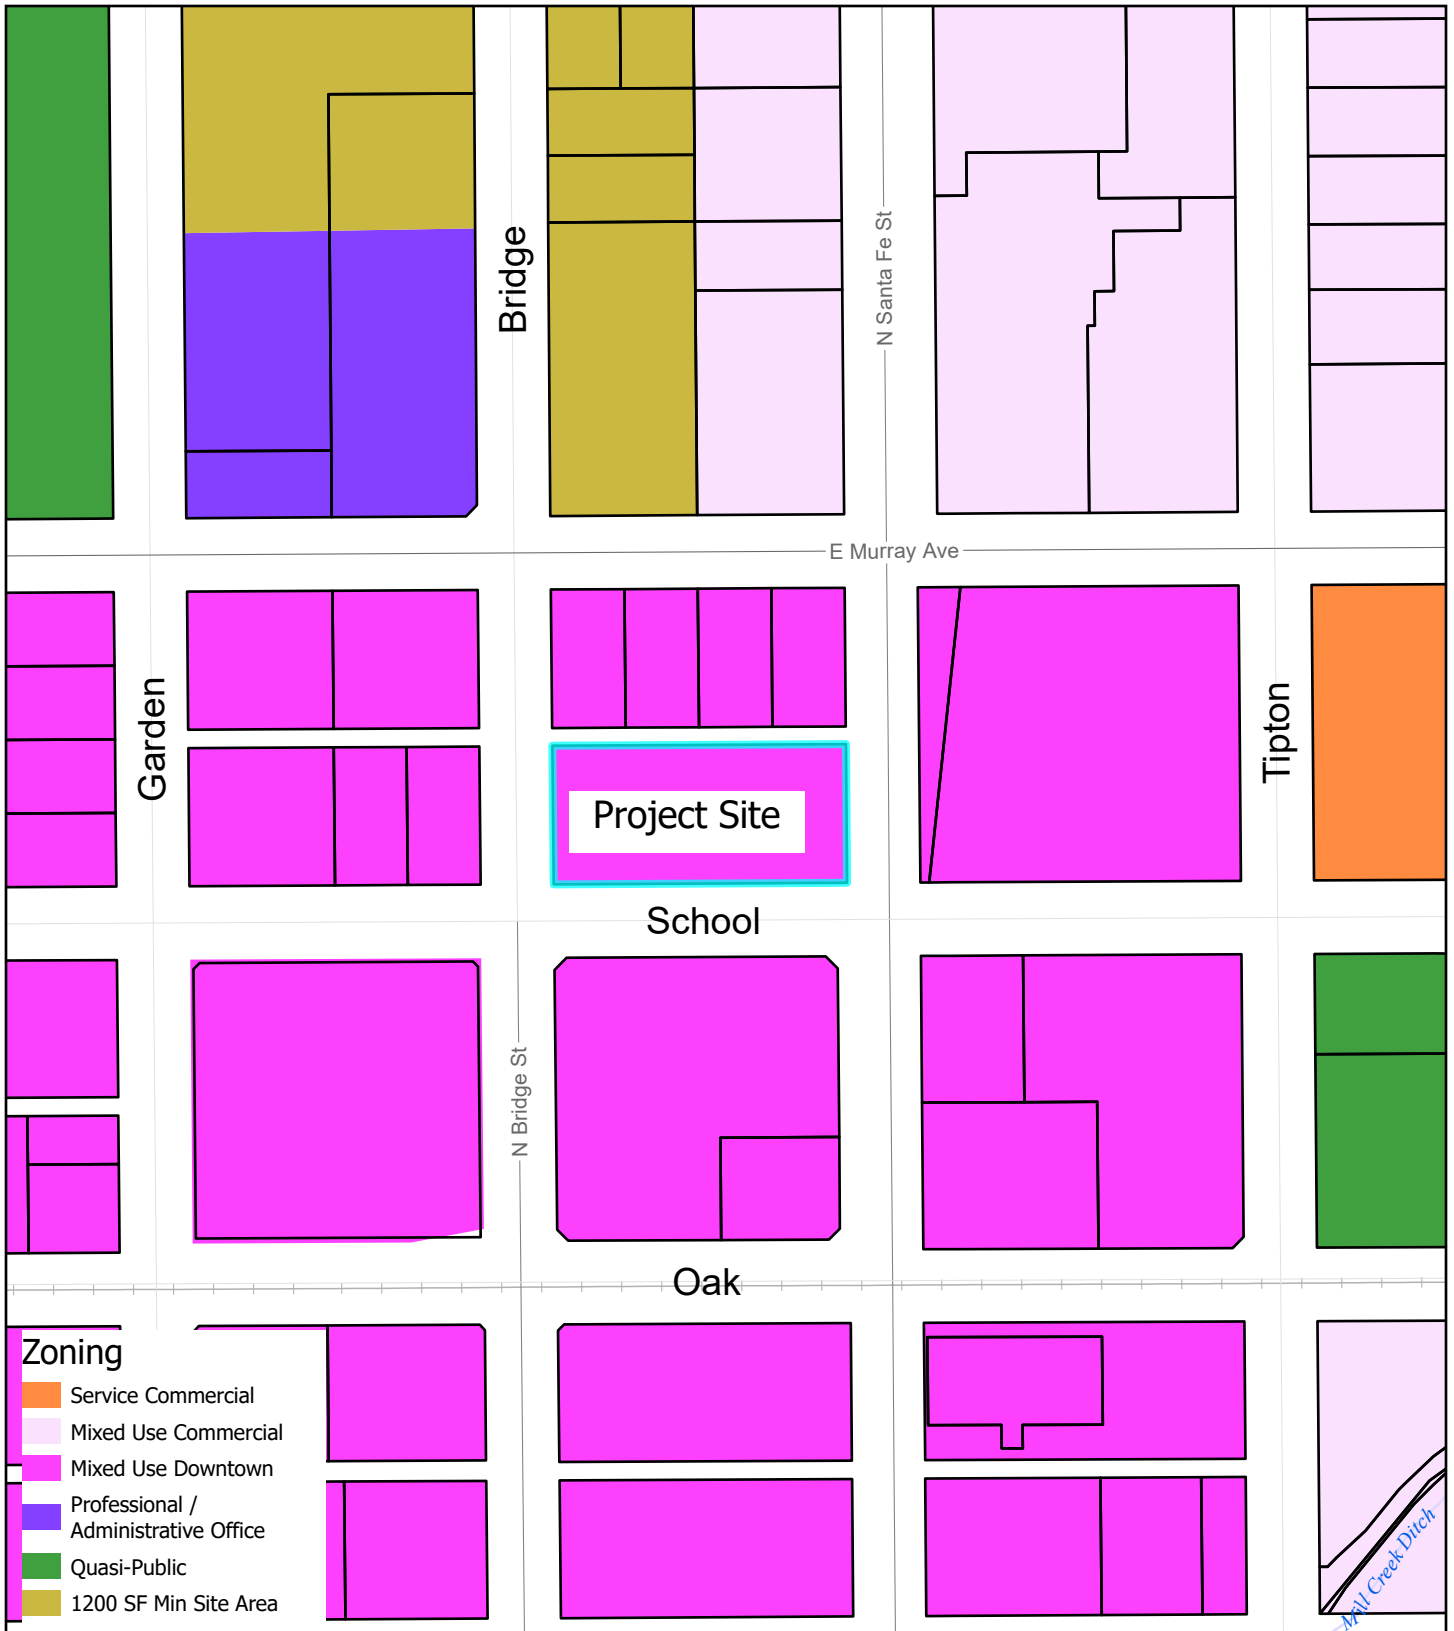 Bridge
N Santa Fe St
E Murray Ave
Garden
Tipton
Project Site
School
N Bridge St
Oak
Zoning
Service Commercial
Mixed Use Commercial
Mixed Use Downtown
Professional /
Administrative Office
Quasi-Public
1200 SF Min Site Area
Mill Creek Ditch